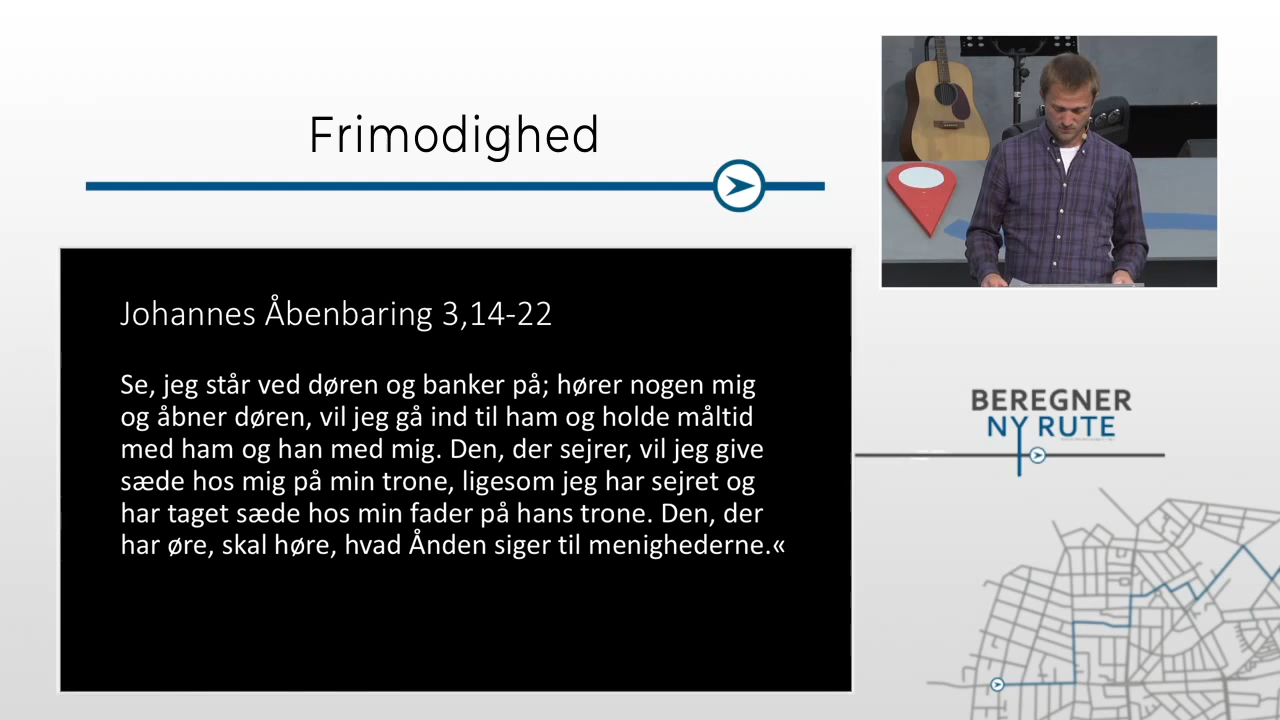 Frimodighed
Johannes Åbenbaring 3,14-22
Se, jeg står ved døren og banker på; hører nogen mig
og åbner døren, vil jeg gå ind til ham og holde måltid
med ham og han med mig. Den, der sejrer, vil jeg give
sæde hos mig på min trone, ligesom jeg har sejret og
har taget sæde hos min fader på hans trone. Den, der
har øre, skal høre, hvad Ånden siger til menighederne.«
BEREGNER
NY RUTE